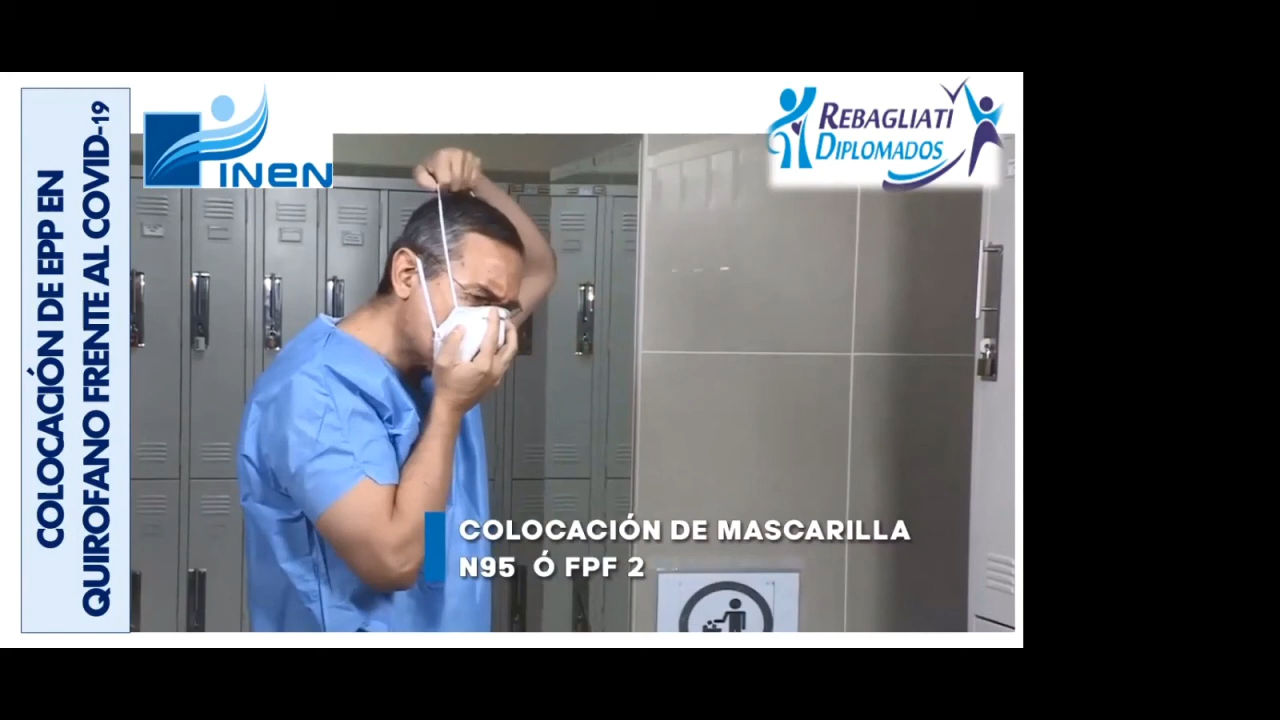 COLOCACIÓN DE EPP EN
QUIROFANO FRENTE AL COVID-19
INEN
REBAGLIATI
DIPLOMADOS
COLOCACIÓN DE MASCARILLA
N95 Ó FPF 2